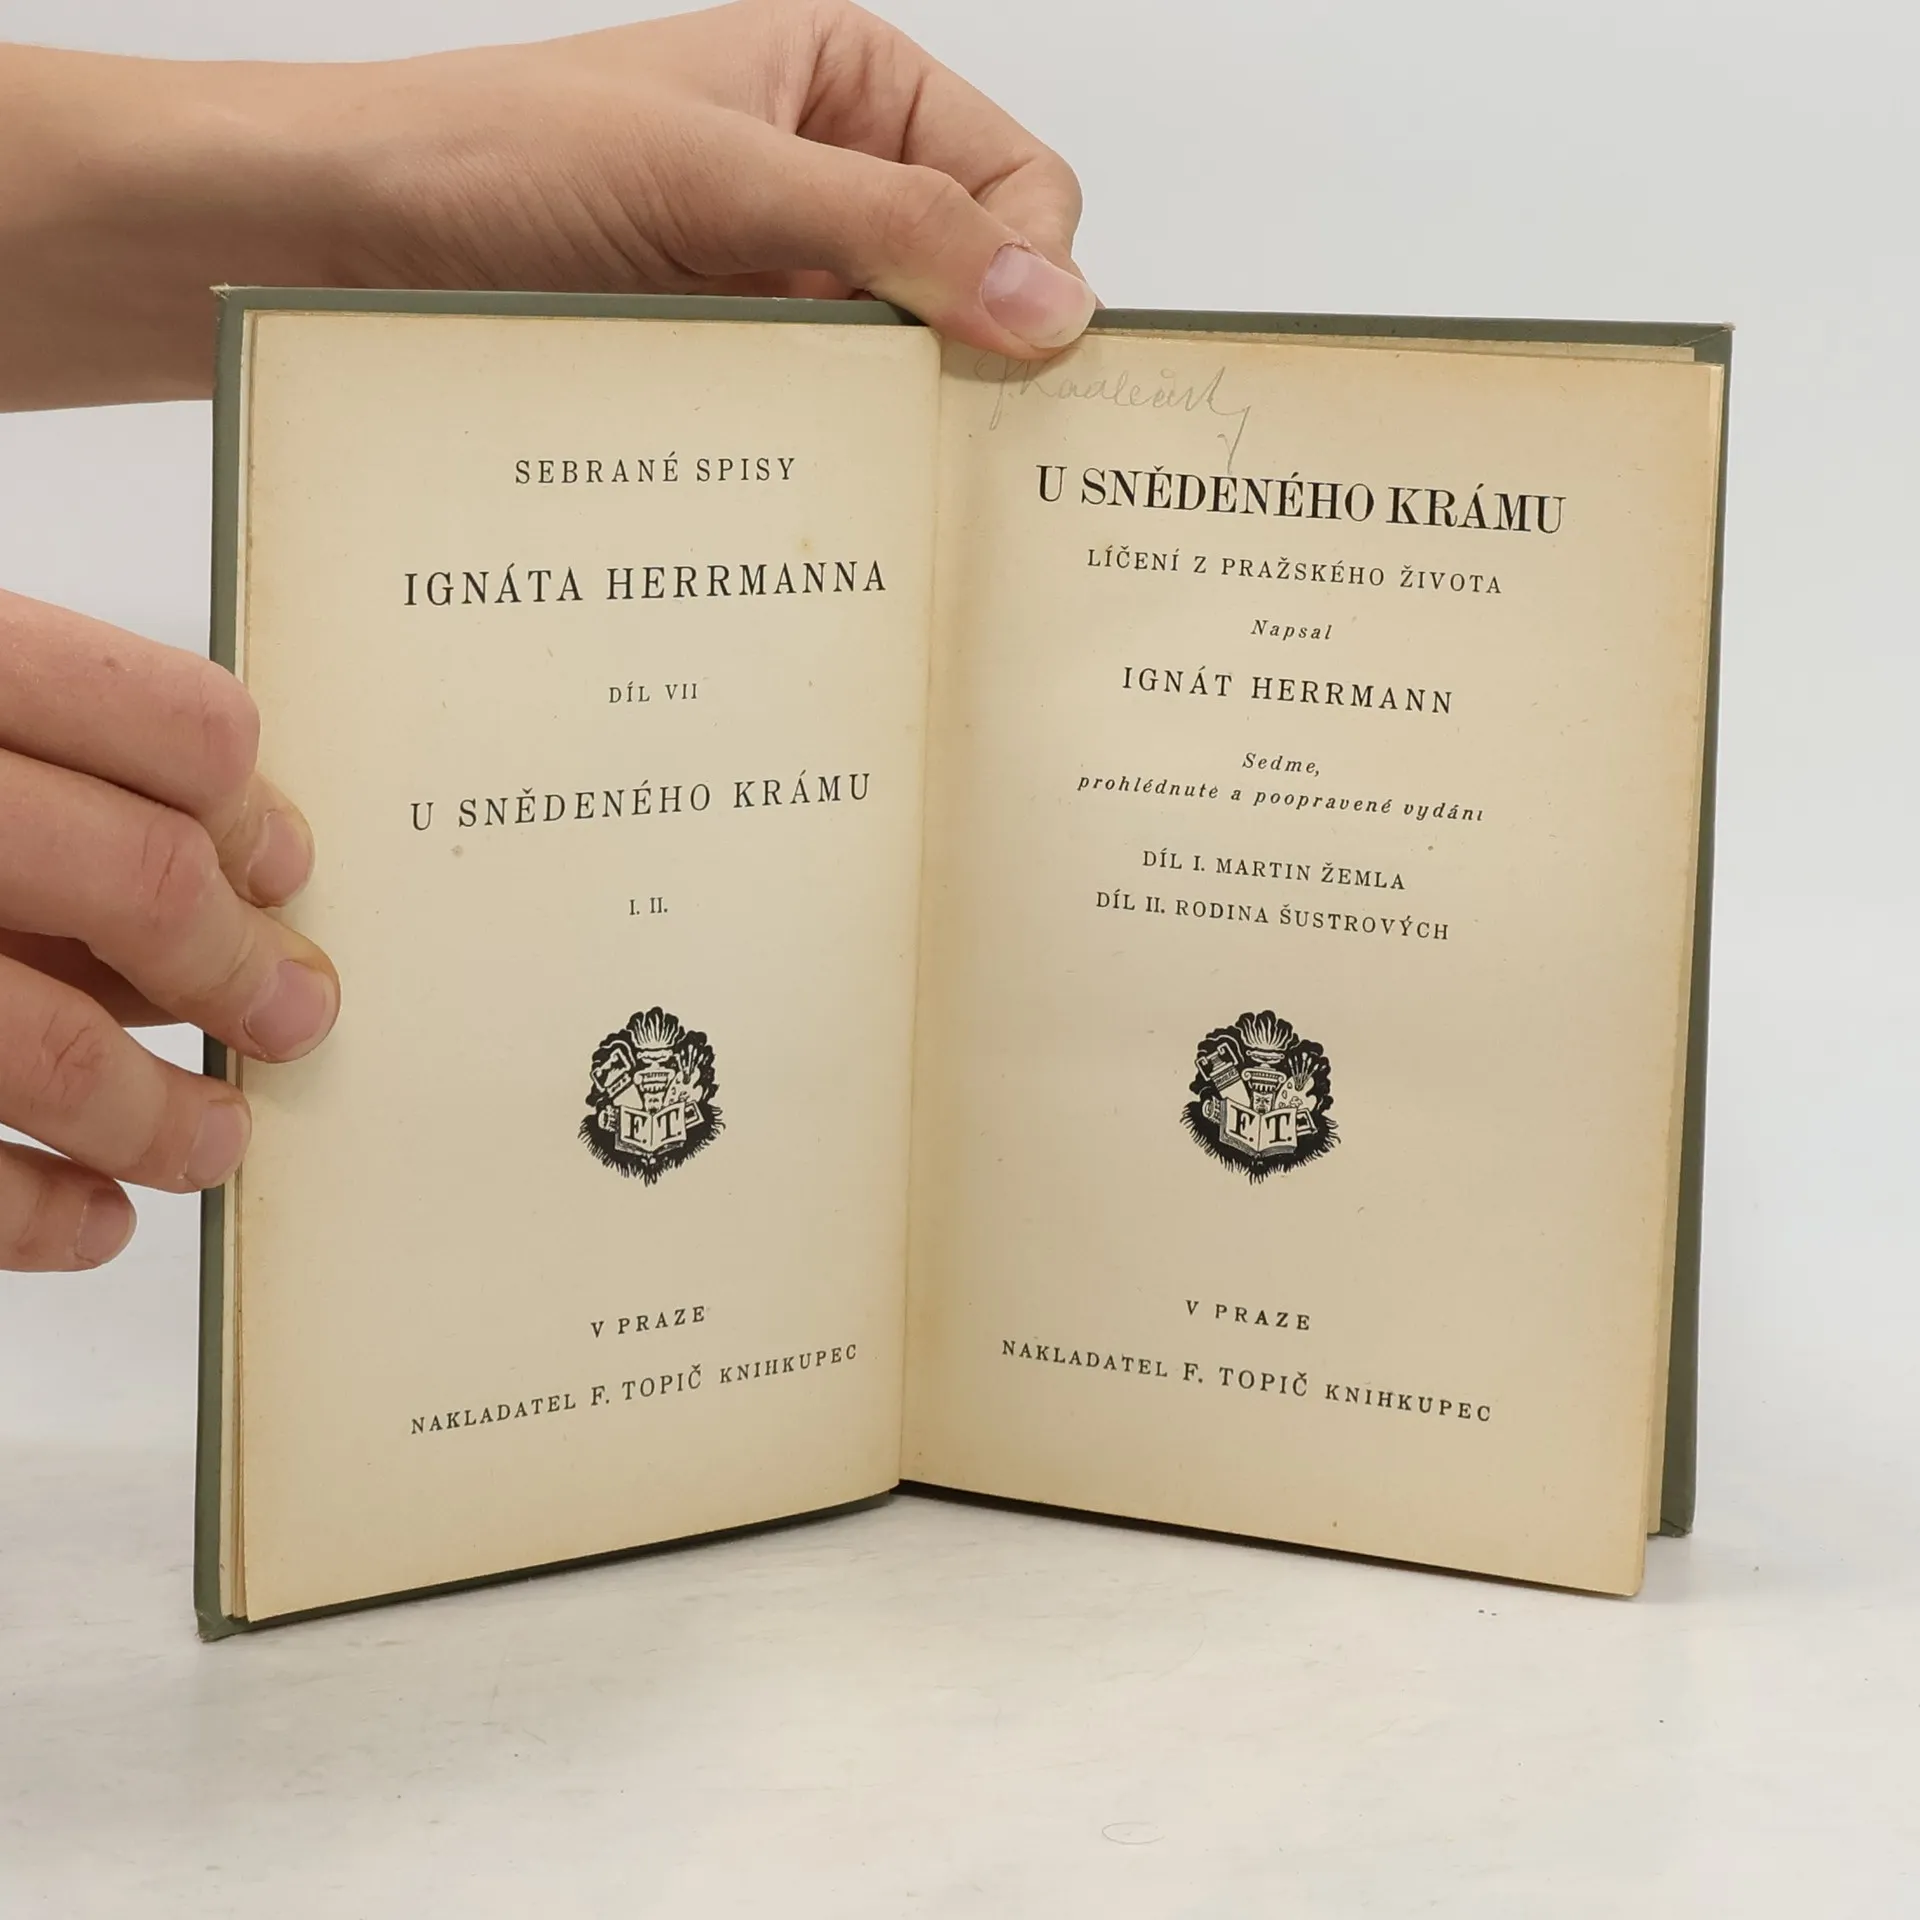 SEBRANÉ SPISY
IGNÁTA HERRMANNA
DÍL VII
U SNĚDENÉHO KRÁMU
I. II.
F. T.
V PRAZE
NAKLADATEL F. TOPIČ KNIHKUPEC
U SNĚDENÉHO KRÁMU
LÍČENÍ Z PRAŽSKÉHO ŽIVOTA
Napsal
IGNÁT HERRMANN
Sedme,
prohlédnuté a poopravené vydání
DÍL I. MARTIN ŽEMLA
DÍL II. RODINA ŠUSTROVÝCH
F. T.
V PRAZE
NAKLADATEL F. TOPIČ KNIHKUPEC